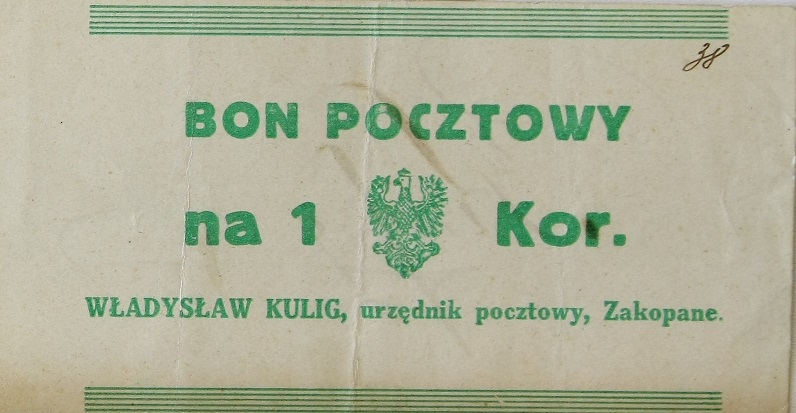 38
BON POCZTOWY
na 1 Kor.
WŁADYSŁAW KULIG, urzędnik pocztowy, Zakopane.